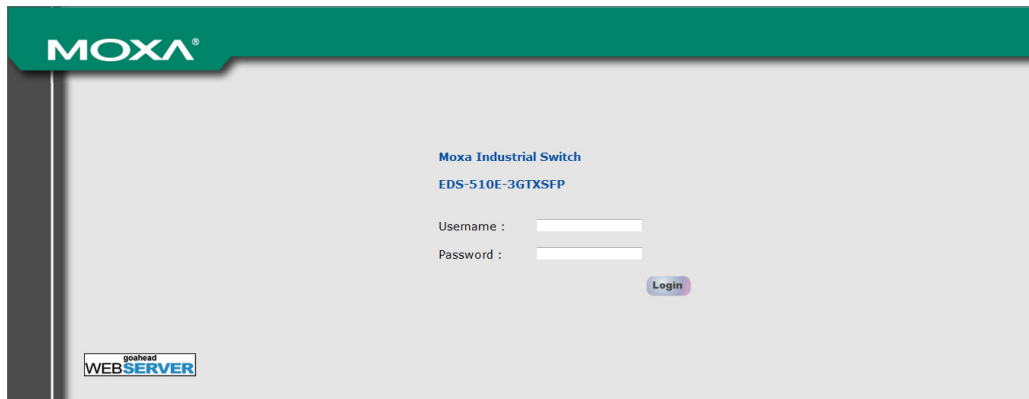 MOXA®
Moxa Industrial Switch
EDS-510E-3GTXSFP
Username :
Password :
Login
goahead
WEBSERVER